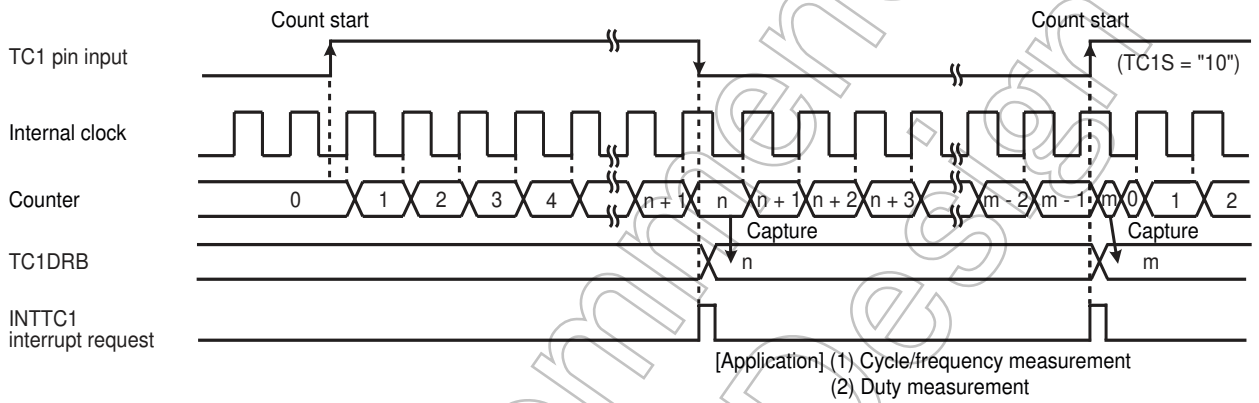 Count start
Count start
TC1 pin input
(TC1S = "10")
Internal clock
Counter
0 1 2 3 4 n + 1 n n + 1 n + 2 n + 3 m - 2 m - 1 m 0 1 2
Capture
Capture
TC1DRB
n
m
INTTC1
interrupt request
[Application] (1) Cycle/frequency measurement
(2) Duty measurement